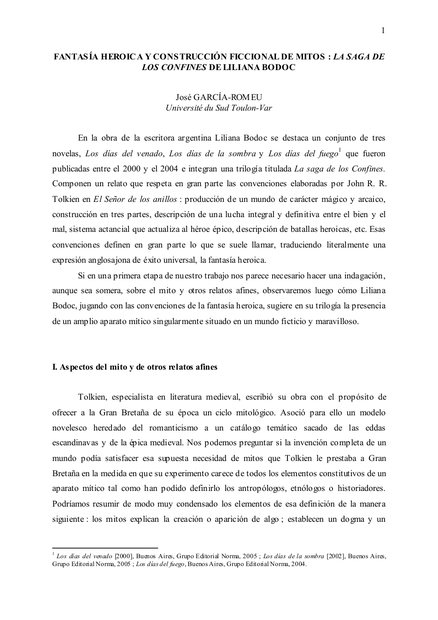 1
FANTASÍA HEROICA Y CONSTRUCCIÓN FICCIONAL DE MITOS : LA SAGA DE
LOS CONFINES DE LILIANA BODOC
José GARCÍA-ROMEU
Université du Sud Toulon-Var
En la obra de la escritora argentina Liliana Bodoc se destaca un conjunto de tres
novelas, Los días del venado, Los días de la sombra y Los días del fuego1 que fueron
publicadas entre el 2000 y el 2004 e integran una trilogía titulada La saga de los Confines.
Componen un relato que respeta en gran parte las convenciones elaboradas por John R. R.
Tolkien en El Señor de los anillos : producción de un mundo de carácter mágico y arcaico,
construcción en tres partes, descripción de una lucha integral y definitiva entre el bien y el
mal, sistema actancial que actualiza al héroe épico, descripción de batallas heroicas, etc. Esas
convenciones definen en gran parte lo que se suele llamar, traduciendo literalmente una
expresión anglosajona de éxito universal, la fantasía heroica.
Si en una primera etapa de nuestro trabajo nos parece necesario hacer una indagación,
aunque sea somera, sobre el mito y otros relatos afines, observaremos luego cómo Liliana
Bodoc, jugando con las convenciones de la fantasía heroica, sugiere en su trilogía la presencia
de un amplio aparato mítico singularmente situado en un mundo ficticio y maravilloso.
I. Aspectos del mito y de otros relatos afines
Tolkien, especialista en literatura medieval, escribió su obra con el propósito de
ofrecer a la Gran Bretaña de su época un ciclo mitológico. Asoció para ello un modelo
novelesco heredado del romanticismo a un catálogo temático sacado de las eddas
escandinavas y de la épica medieval. Nos podemos preguntar si la invención completa de un
mundo podía satisfacer esa supuesta necesidad de mitos que Tolkien le prestaba a Gran
Bretaña en la medida en que su experimento carece de todos los elementos constitutivos de un
aparato mítico tal como han podido definirlo los antropólogos, etnólogos o historiadores.
Podríamos resumir de modo muy condensado los elementos de esa definición de la manera
siguiente : los mitos explican la creación o aparición de algo ; establecen un dogma y un
1 Los días del venado [2000], Buenos Aires, Grupo Editorial Norma, 2005 ; Los días de la sombra [2002], Buenos Aires,
Grupo Editorial Norma, 2005 ; Los días del fuego, Buenos Aires, Grupo Editorial Norma, 2004.